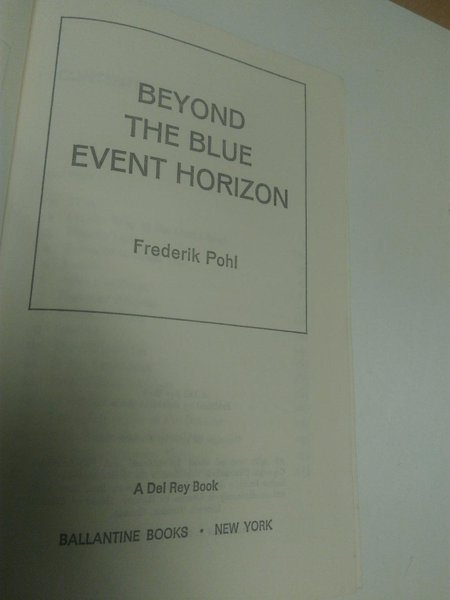 BEYOND
THE BLUE
EVENT HORIZON
Frederik Pohl
A Del Rey Book
BALLANTINE BOOKS • NEW YORK